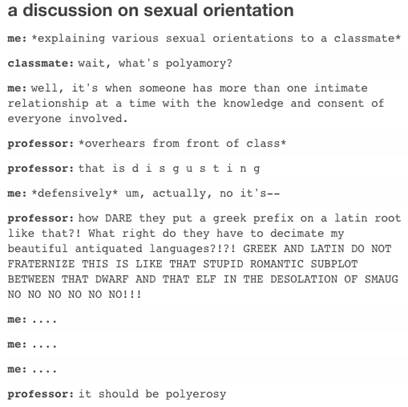 a discussion on sexual orientation
me: *explaining various sexual orientations to a classmate*
classmate: wait, what's polyamory?
me: well, it's when someone has more than one intimate
relationship at a time with the knowledge and consent of
everyone involved.
professor: *overhears from front of class*
professor: that is d i s g u s t i n g
me: *defensively* um, actually, no it's--
professor: how DARE they put a greek prefix on a latin root
like that?! What right do they have to decimate my
beautiful antiquated languages?!?! GREEK AND LATIN DO NOT
FRATERNIZE THIS IS LIKE THAT STUPID ROMANTIC SUBPLOT
BETWEEN THAT DWARF AND THAT ELF IN THE DESOLATION OF SMAUG
NO NO NO NO NO NO!!!
me: ....
me: ....
me: ....
professor: it should be polyerosy